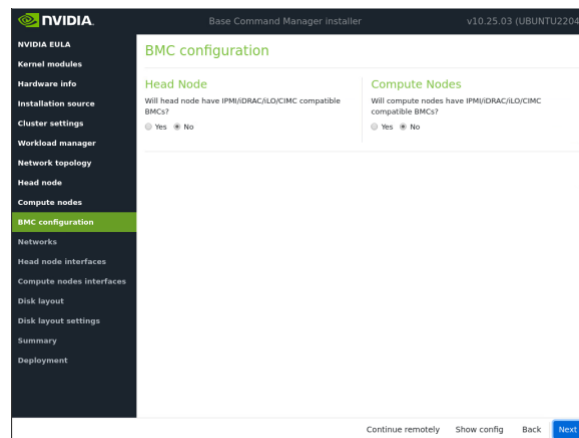 NVIDIA.
Base Command Manager installer
v10.25.03 (UBUNTU2204
NVIDIA EULA
Kernel modules
Hardware info
Installation source
Cluster settings
Workload manager
Network topology
Head node
Compute nodes
BMC configuration
Networks
Head node interfaces
Compute nodes interfaces
Disk layout
Disk layout settings
Summary
Deployment
BMC configuration
Head Node
Will head node have IPMI/iDRAC/iLO/CIMC compatible
BMCs?
Yes No
Compute Nodes
Will compute nodes have IPMI/iDRAC/iLO/CIMC
compatible BMCs?
Yes No
Continue remotely Show config Back Next